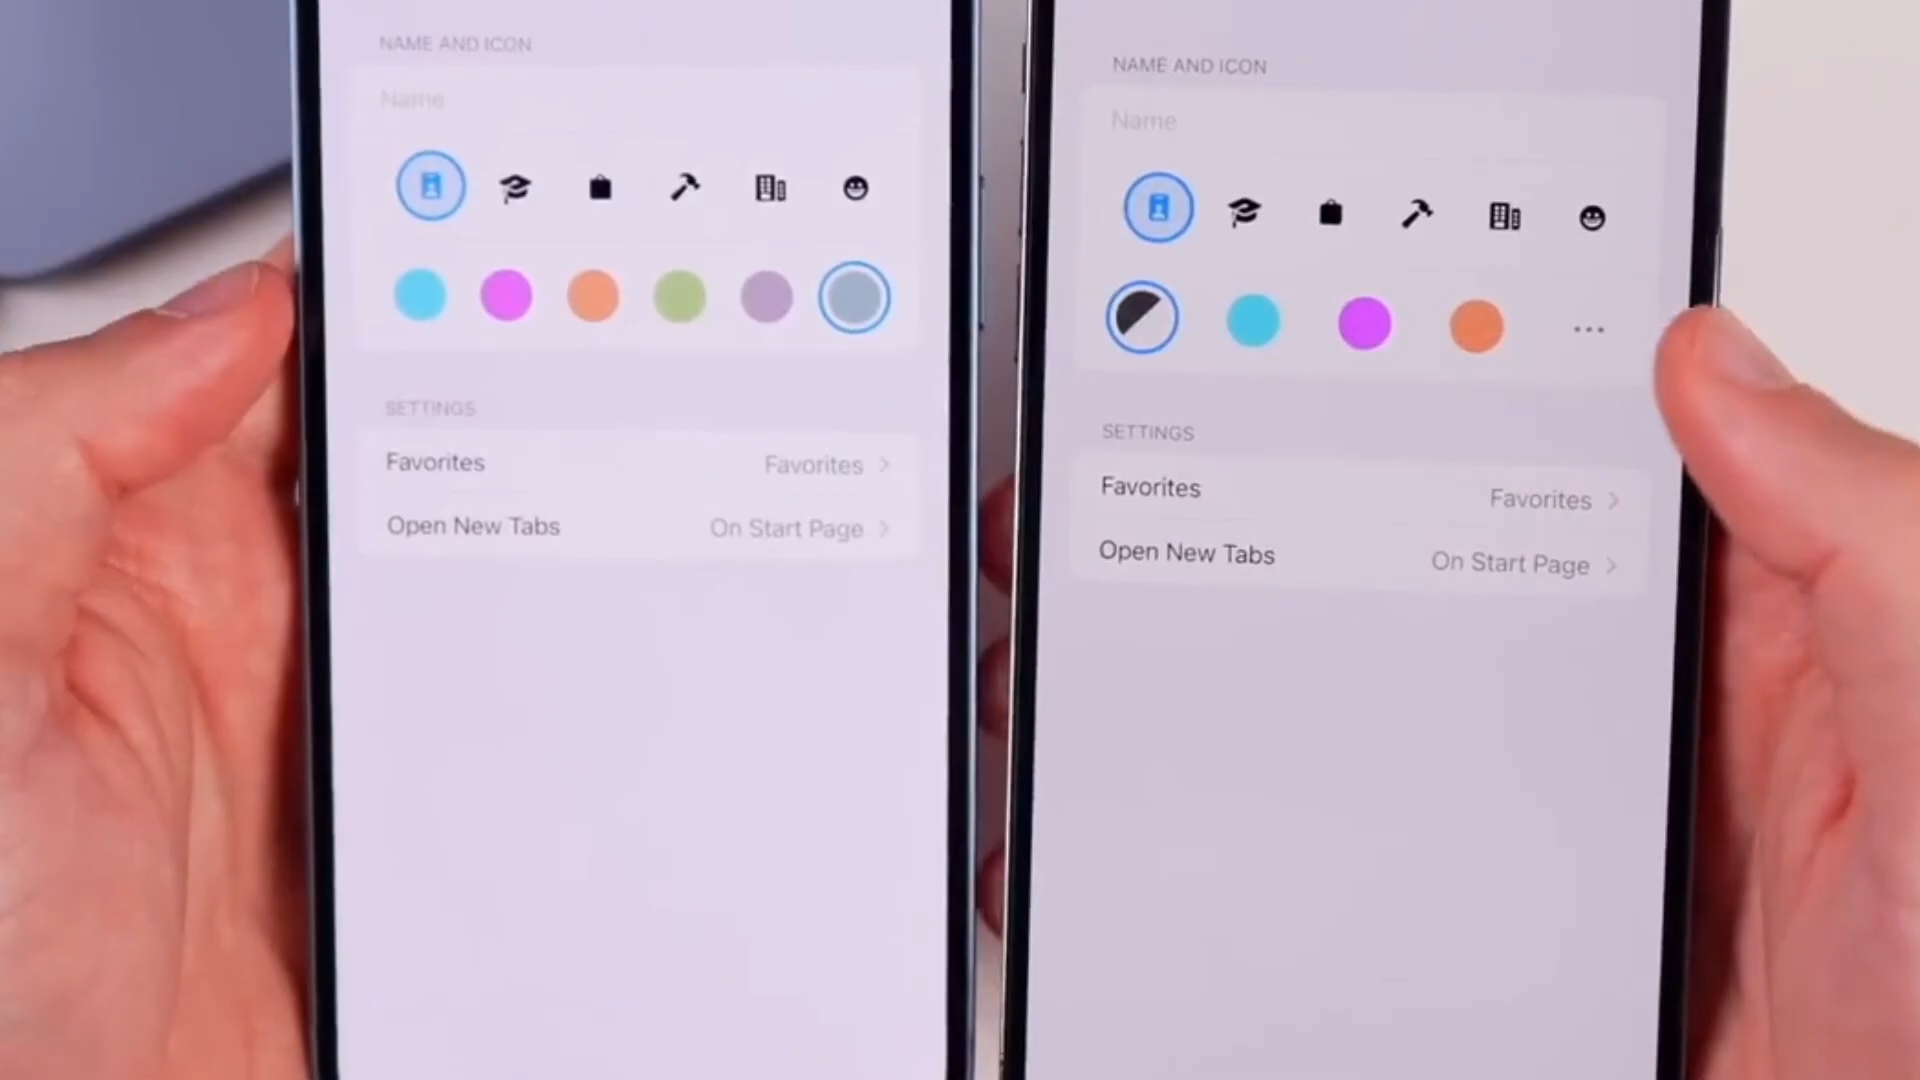 NAME AND ICON
Name
SETTINGS
Favorites Favorites
Open New Tabs On Start Page
NAME AND ICON
Name
SETTINGS
Favorites Favorites
Open New Tabs On Start Page